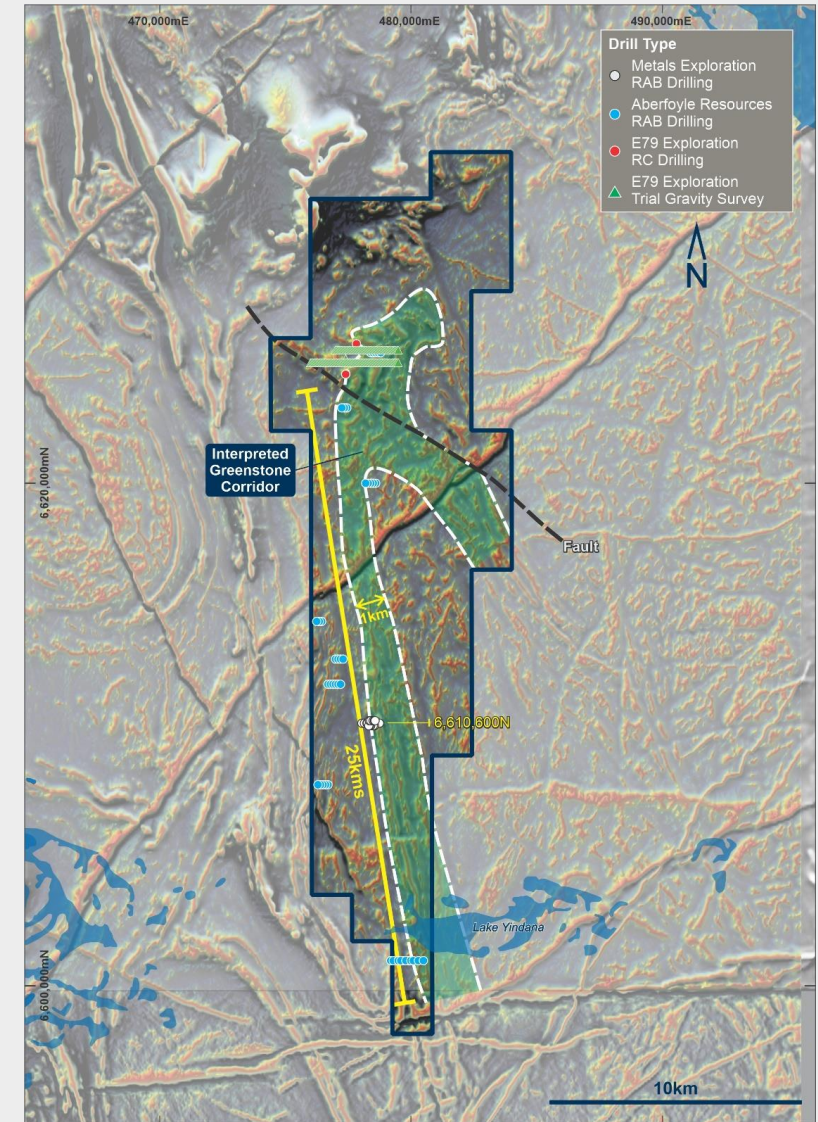 470,000mE
480,000mE
490,000mE
Drill Type
Metals Exploration
RAB Drilling
Aberfoyle Resources
RAB Drilling
E79 Exploration
RC Drilling
E79 Exploration
Trial Gravity Survey
N
Interpreted
Greenstone
Corridor
6,620,000mN
Fault
1km
6,610,600N
25kms
Lake Yindana
6,600,000mN
10km